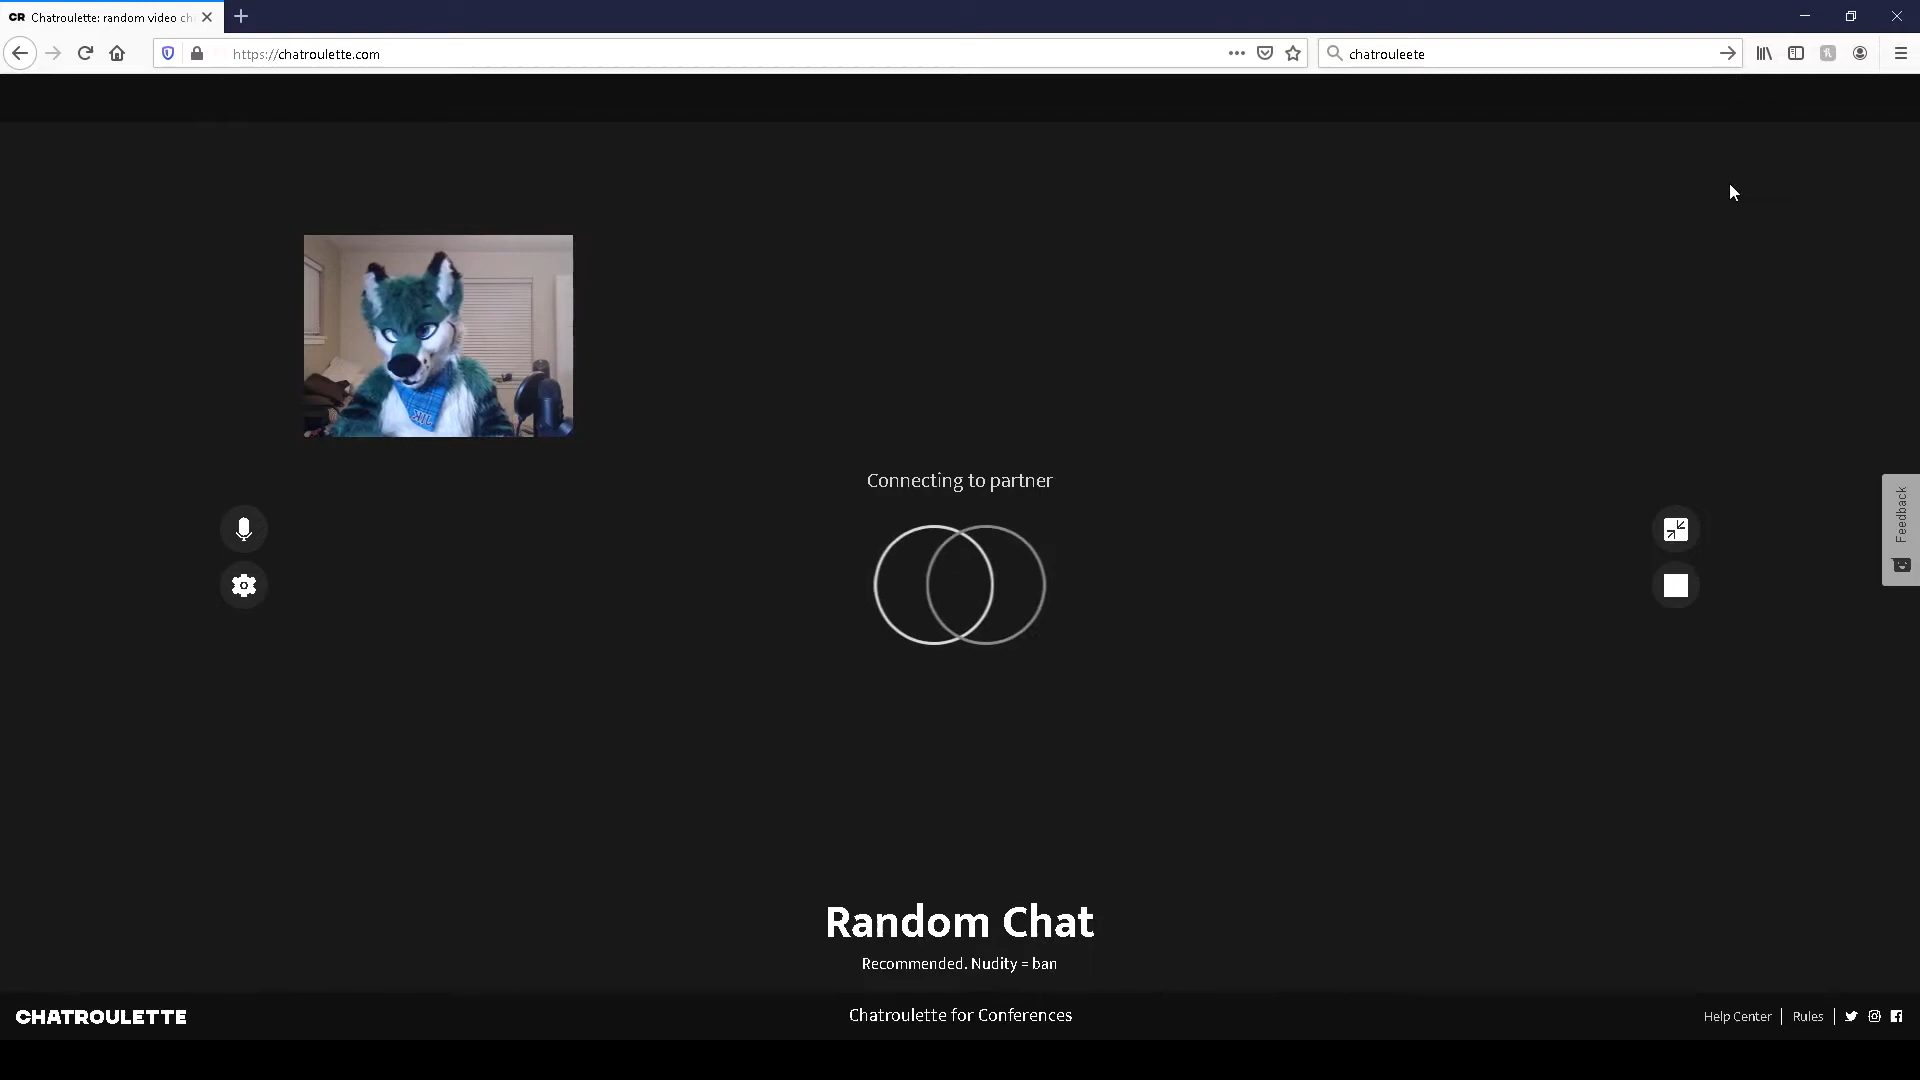 CR Chatroulette: random video ch
https://chatroulette.com
chatrouleete
Connecting to partner
Feedback
Random Chat
Recommended. Nudity = ban
CHATROULETTE
Chatroulette for Conferences
Help Center
Rules